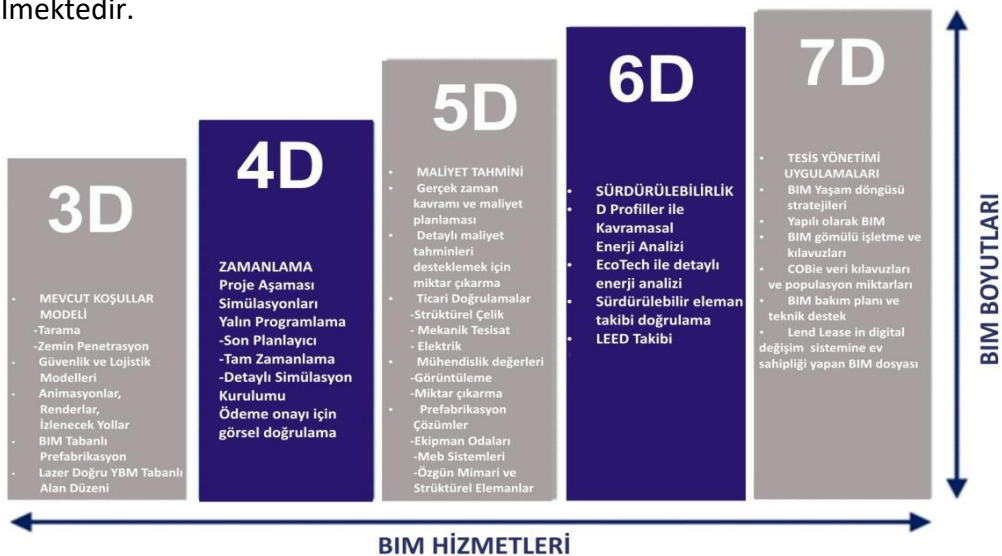 lmektedir.
3D
• MEVCUT KOŞULLAR
MODELİ
-Tarama
-Zemin Penetrasyon
• Güvenlik ve Lojistik
Modelleri
• Animasyonlar,
Renderlar,
İzlenecek Yollar
• BIM Tabanlı
Prefabrikasyon
• Lazer Doğru YBM Tabanlı
Alan Düzeni
4D
ZAMANLAMA
Proje Aşaması
Simülasyonları
Yalın Programlama
-Son Planlayıcı
-Tam Zamanlama
-Detaylı Simülasyon
Kurulumu
Ödeme onayı için
görsel doğrulama
5D
• MALİYET TAHMİNİ
• Gerçek zaman
kavramı ve maliyet
planlaması
• Detaylı maliyet
tahminleri
desteklemek için
miktar çıkarma
• Ticari Doğrulamalar
-Strüktürel Çelik
- Mekanik Tesisat
- Elektrik
• Mühendislik değerleri
-Görüntüleme
-Miktar çıkarma
• Prefabrikasyon
Çözümler
-Ekipman Odaları
-Meb Sistemleri
-Özgün Mimari ve
Strüktürel Elemanlar
6D
• SÜRDÜRÜLEBİLİRLİK
• D Profiller ile
Kavramasal
Enerji Analizi
• EcoTech ile detaylı
enerji analizi
• Sürdürülebilir eleman
takibi doğrulama
• LEED Takibi
7D
• TESİS YÖNETİMİ
UYGULAMALARI
• BIM Yaşam döngüsü
stratejileri
• Yapılı olarak BIM
• BIM gömülü işletme ve
kılavuzları
• COBie veri kılavuzları
ve populasyon miktarları
• BIM bakım planı ve
teknik destek
• Lend Lease in digital
değişim sistemine ev
sahipliği yapan BIM dosyası
BIM BOYUTLARI
BIM HİZMETLERİ